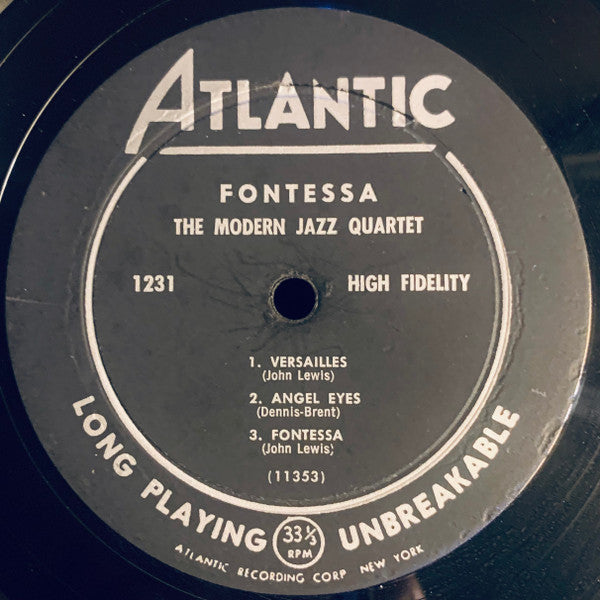 ATLANTIC
FONTESSA
THE MODERN JAZZ QUARTET
1231 HIGH FIDELITY
1. VERSAILLES
(John Lewis)
2. ANGEL EYES
(Dennis-Brent)
3. FONTESSA
(John Lewis)
(11353)
LONG PLAYING 33⅓ RPM UNBREAKABLE
ATLANTIC RECORDING CORP NEW YORK